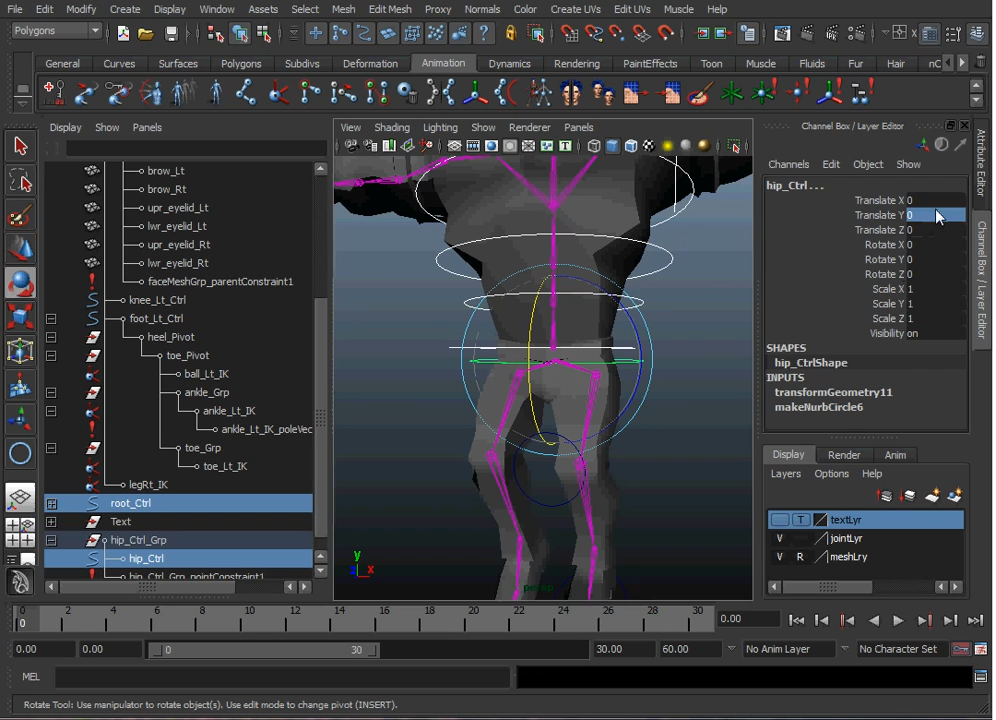 File Edit Modify Create Display Window Assets Select Mesh Edit Mesh Proxy Normals Color Create UVs Edit UVs Muscle Help
Polygons
General Curves Surfaces Polygons Subdivs Deformation Animation Dynamics Rendering PaintEffects Toon Muscle Fluids Fur Hair nC
Display Show Panels
View Shading Lighting Show Renderer Panels
Channel Box / Layer Editor
Channels Edit Object Show
Attribute Editor
Channel Box / Layer Editor
brow_Lt
brow_Rt
upr_eyelid_Lt
lwr_eyelid_Lt
upr_eyelid_Rt
lwr_eyelid_Rt
faceMeshGrp_parentConstraint1
knee_Lt_Ctrl
foot_Lt_Ctrl
heel_Pivot
toe_Pivot
ball_Lt_IK
ankle_Grp
ankle_Lt_IK
ankle_Lt_IK_poleVec
toe_Grp
toe_Lt_IK
legRt_IK
root_Ctrl
Text
hip_Ctrl_Grp
hip_Ctrl
hip_Ctrl_Grp_pointConstraint1
y
x
persp
hip_Ctrl . . .
Translate X 0
Translate Y 0
Translate Z 0
Rotate X 0
Rotate Y 0
Rotate Z 0
Scale X 1
Scale Y 1
Scale Z 1
Visibility on
SHAPES
hip_CtrlShape
INPUTS
transformGeometry11
makeNurbCircle6
Display Render Anim
Layers Options Help
T textLyr
V jointLyr
V R meshLry
0 2 4 6 8 10 12 14 16 18 20 22 24 26 28 30
0
0.00
0.00 0.00 0 30 30.00 60.00 No Anim Layer No Character Set
MEL
Rotate Tool: Use manipulator to rotate object(s). Use edit mode to change pivot (INSERT).